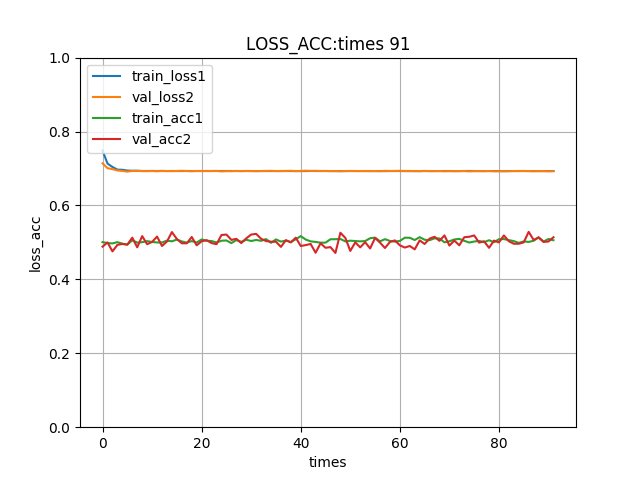 LOSS_ACC:times 91
1.0
0.8
0.6
0.4
0.2
0.0
loss_acc
train_loss1
val_loss2
train_acc1
val_acc2
0 20 40 60 80
times